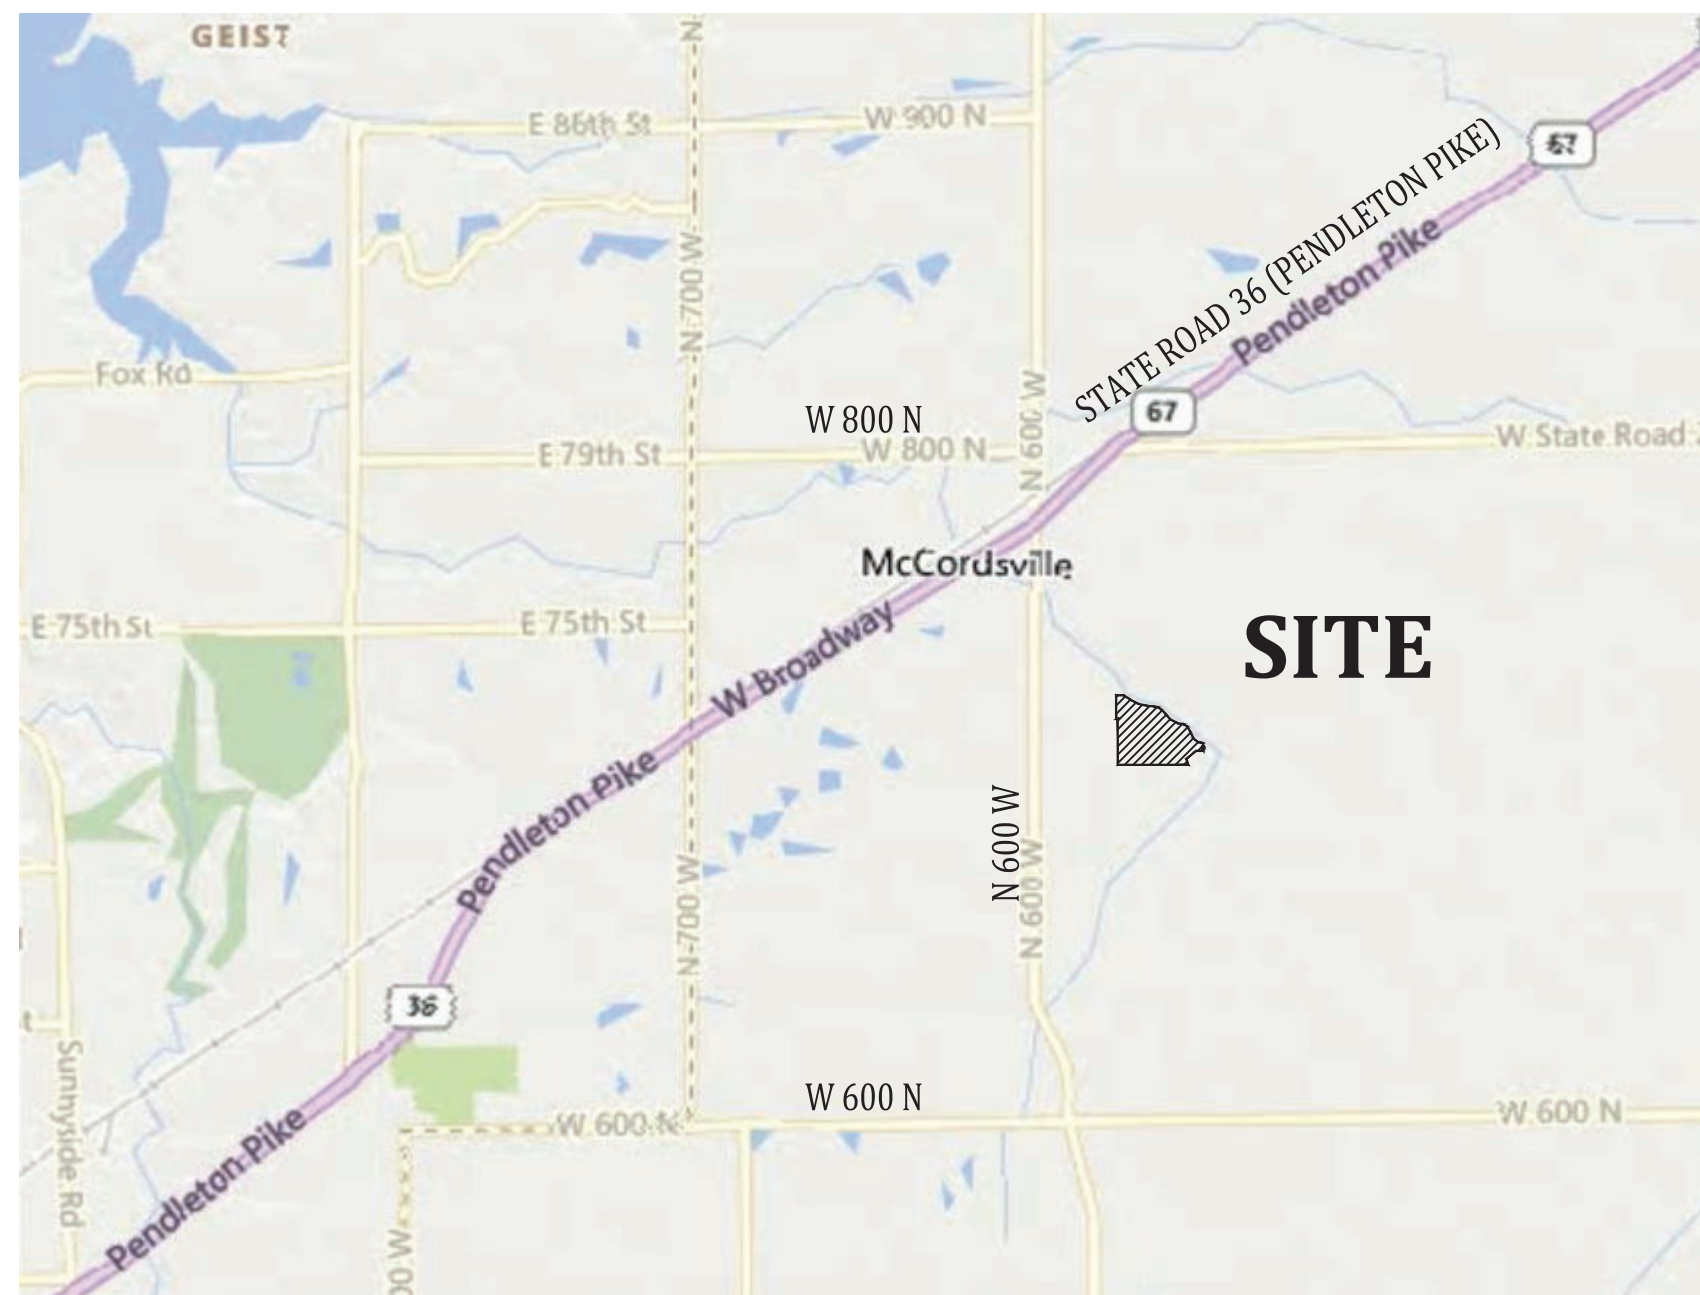 GEIST
N
E 86th St
W 900 N
67
STATE ROAD 36 (PENDLETON PIKE)
Pendleton Pike
N 700 W
Fox Rd
W 800 N
67
N 600 W
E 79th St
W 800 N
W State Road
McCordsville
E 75th St
E 75th St
W Broadway
SITE
Pendleton Pike
N 600 W
N 600 W
N 700 W
36
Sunnyside Rd
W 600 N
W 600 N
W 600 N
Pendleton Pike
00 W